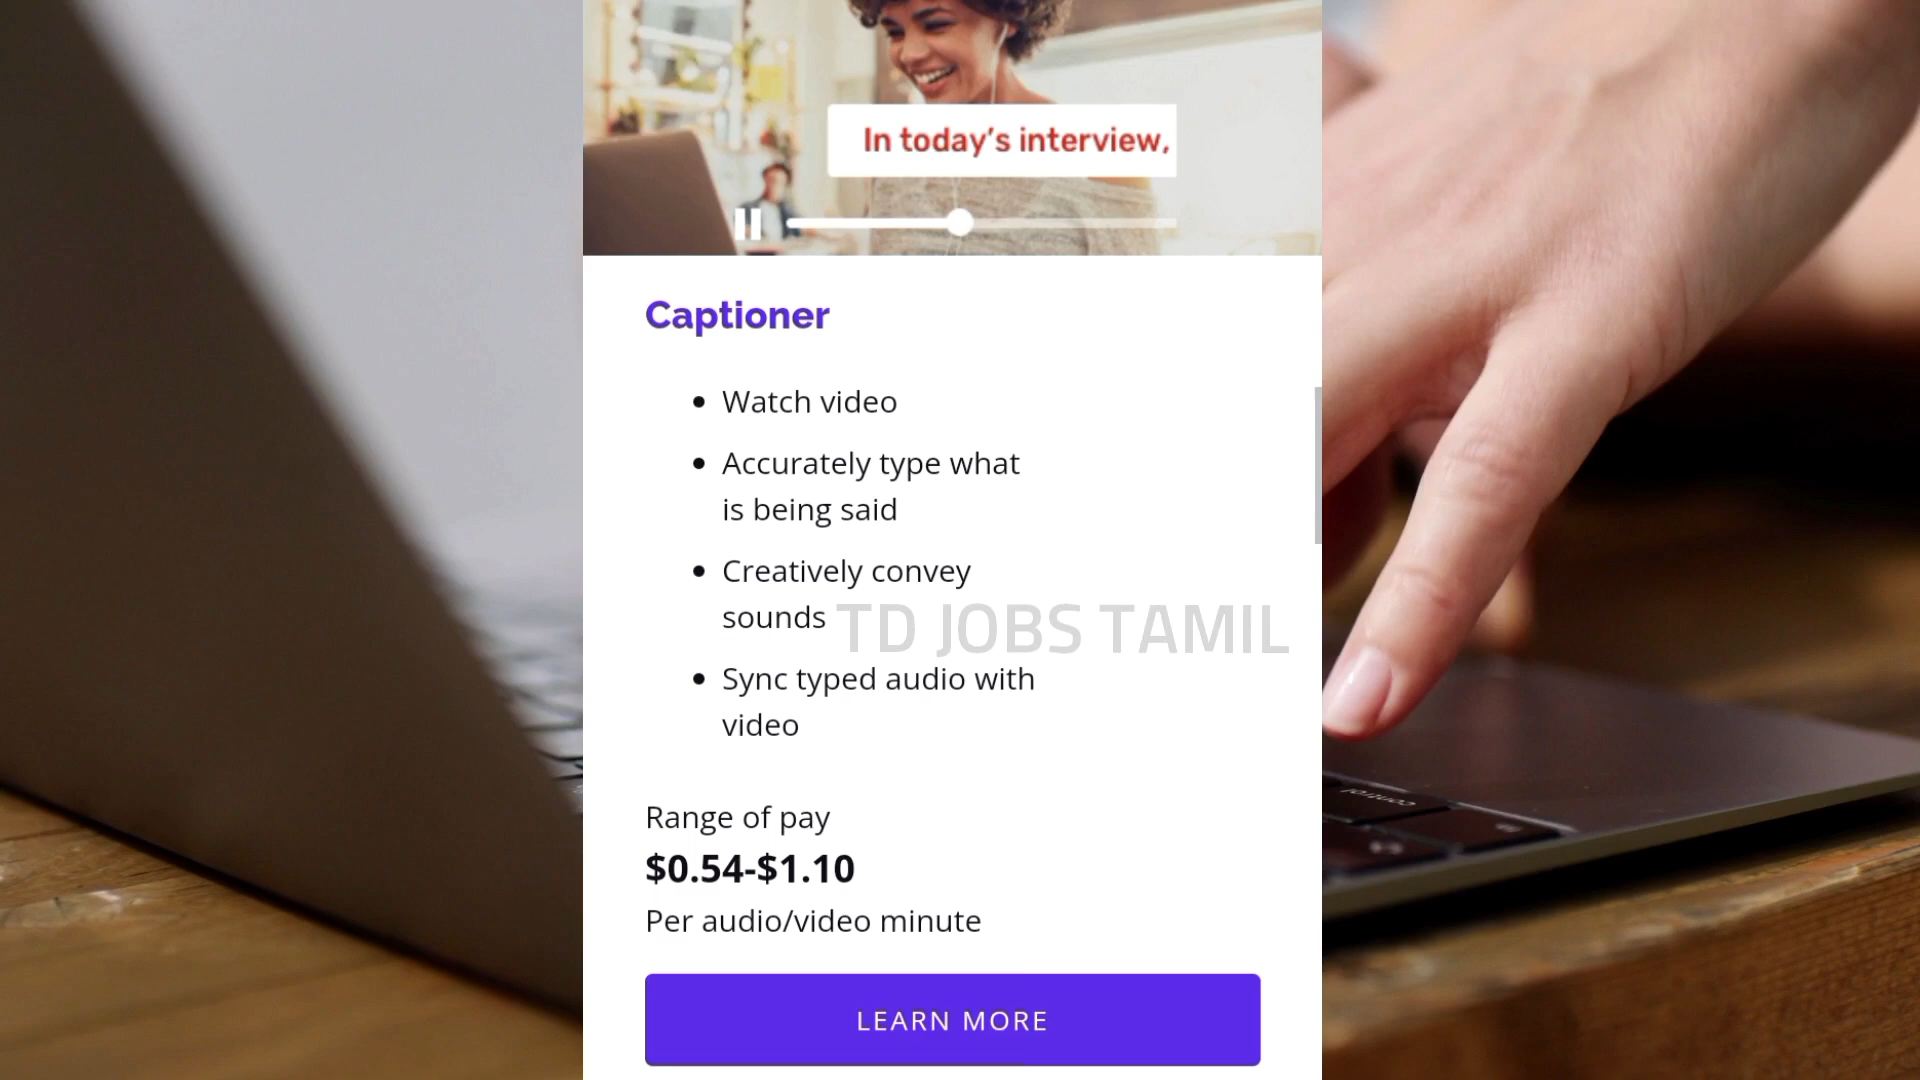 In today's interview,
Captioner
Watch video
Accurately type what
is being said
Creatively convey
sounds
TD JOBS TAMIL
Sync typed audio with
video
Range of pay
$0.54-$1.10
Per audio/video minute
LEARN MORE
control